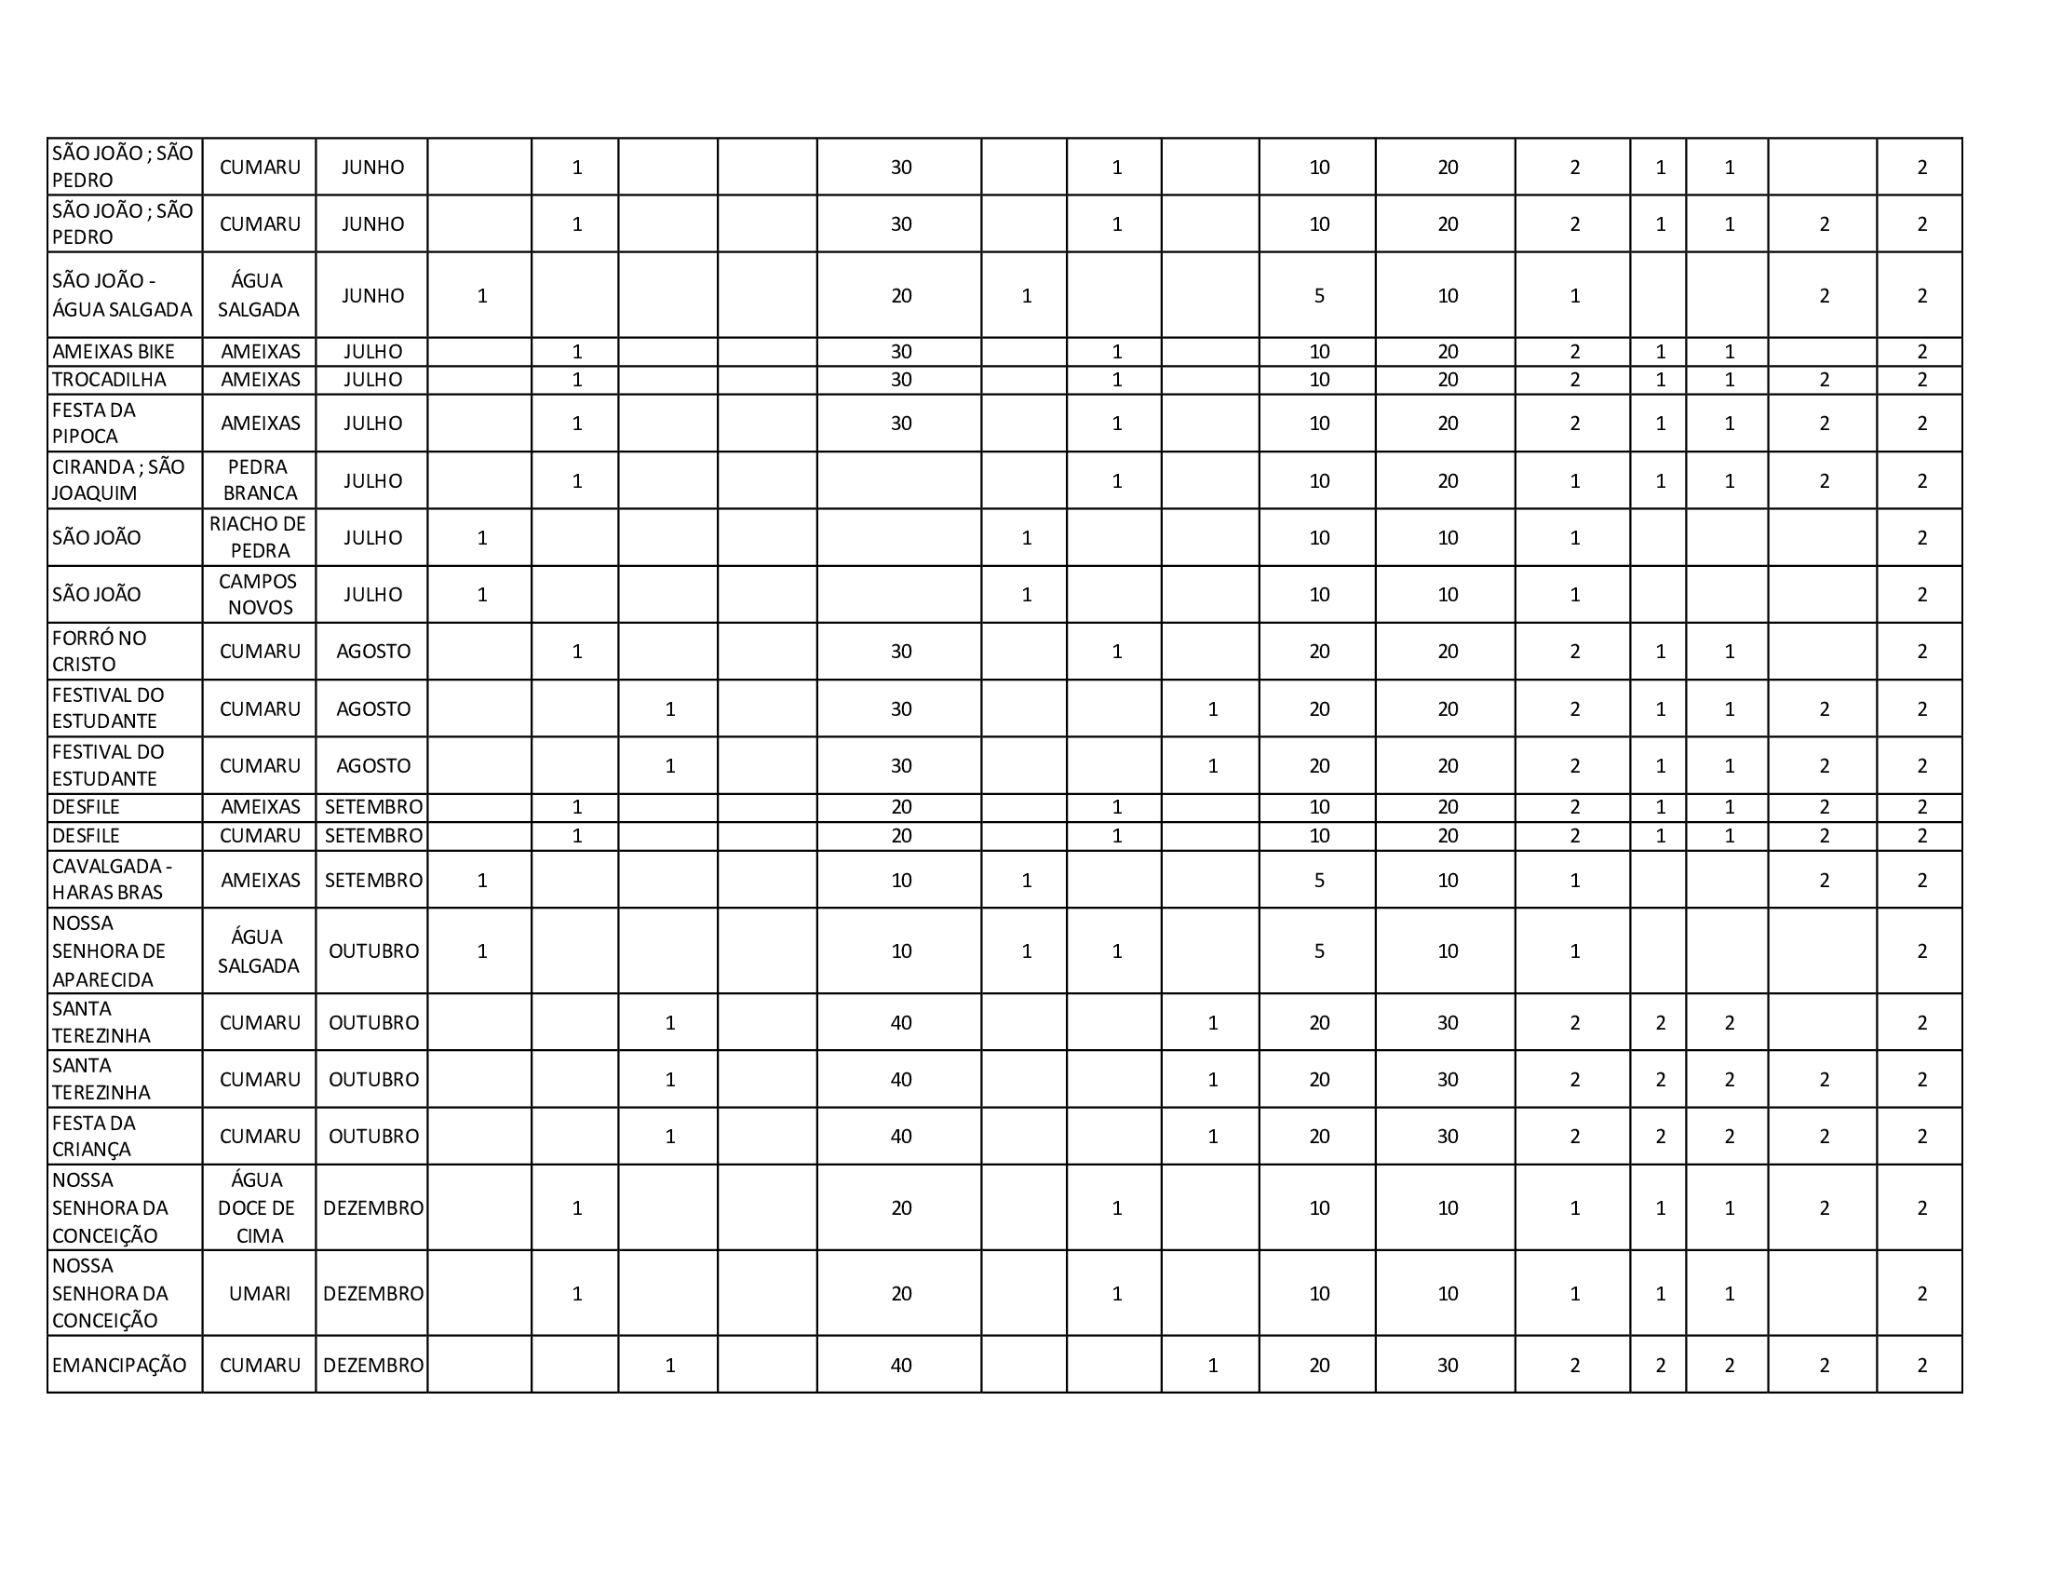 SÃO JOÃO ; SÃO
PEDRO CUMARU JUNHO 1 30 1 10 20 2 1 1 2
SÃO JOÃO ; SÃO
PEDRO CUMARU JUNHO 1 30 1 10 20 2 1 1 2 2
SÃO JOÃO -
ÁGUA SALGADA ÁGUA
SALGADA JUNHO 1 20 1 5 10 1 2 2
AMEIXAS BIKE AMEIXAS JULHO 1 30 1 10 20 2 1 1 2
TROCADILHA AMEIXAS JULHO 1 30 1 10 20 2 1 1 2 2
FESTA DA
PIPOCA AMEIXAS JULHO 1 30 1 10 20 2 1 1 2 2
CIRANDA ; SÃO
JOAQUIM PEDRA
BRANCA JULHO 1 1 10 20 1 1 1 2 2
SÃO JOÃO RIACHO DE
PEDRA JULHO 1 1 10 10 1 2
SÃO JOÃO CAMPOS
NOVOS JULHO 1 1 10 10 1 2
FORRÓ NO
CRISTO CUMARU AGOSTO 1 30 1 20 20 2 1 1 2
FESTIVAL DO
ESTUDANTE CUMARU AGOSTO 1 30 1 20 20 2 1 1 2 2
FESTIVAL DO
ESTUDANTE CUMARU AGOSTO 1 30 1 20 20 2 1 1 2 2
DESFILE AMEIXAS SETEMBRO 1 20 1 10 20 2 1 1 2 2
DESFILE CUMARU SETEMBRO 1 20 1 10 20 2 1 1 2 2
CAVALGADA -
HARAS BRAS AMEIXAS SETEMBRO 1 10 1 5 10 1 2 2
NOSSA
SENHORA DE
APARECIDA ÁGUA
SALGADA OUTUBRO 1 10 1 1 5 10 1 2
SANTA
TEREZINHA CUMARU OUTUBRO 1 40 1 20 30 2 2 2 2
SANTA
TEREZINHA CUMARU OUTUBRO 1 40 1 20 30 2 2 2 2 2
FESTA DA
CRIANÇA CUMARU OUTUBRO 1 40 1 20 30 2 2 2 2 2
NOSSA
SENHORA DA
CONCEIÇÃO ÁGUA
DOCE DE
CIMA DEZEMBRO 1 20 1 10 10 1 1 1 2 2
NOSSA
SENHORA DA
CONCEIÇÃO UMARI DEZEMBRO 1 20 1 10 10 1 1 1 2
EMANCIPAÇÃO CUMARU DEZEMBRO 1 40 1 20 30 2 2 2 2 2